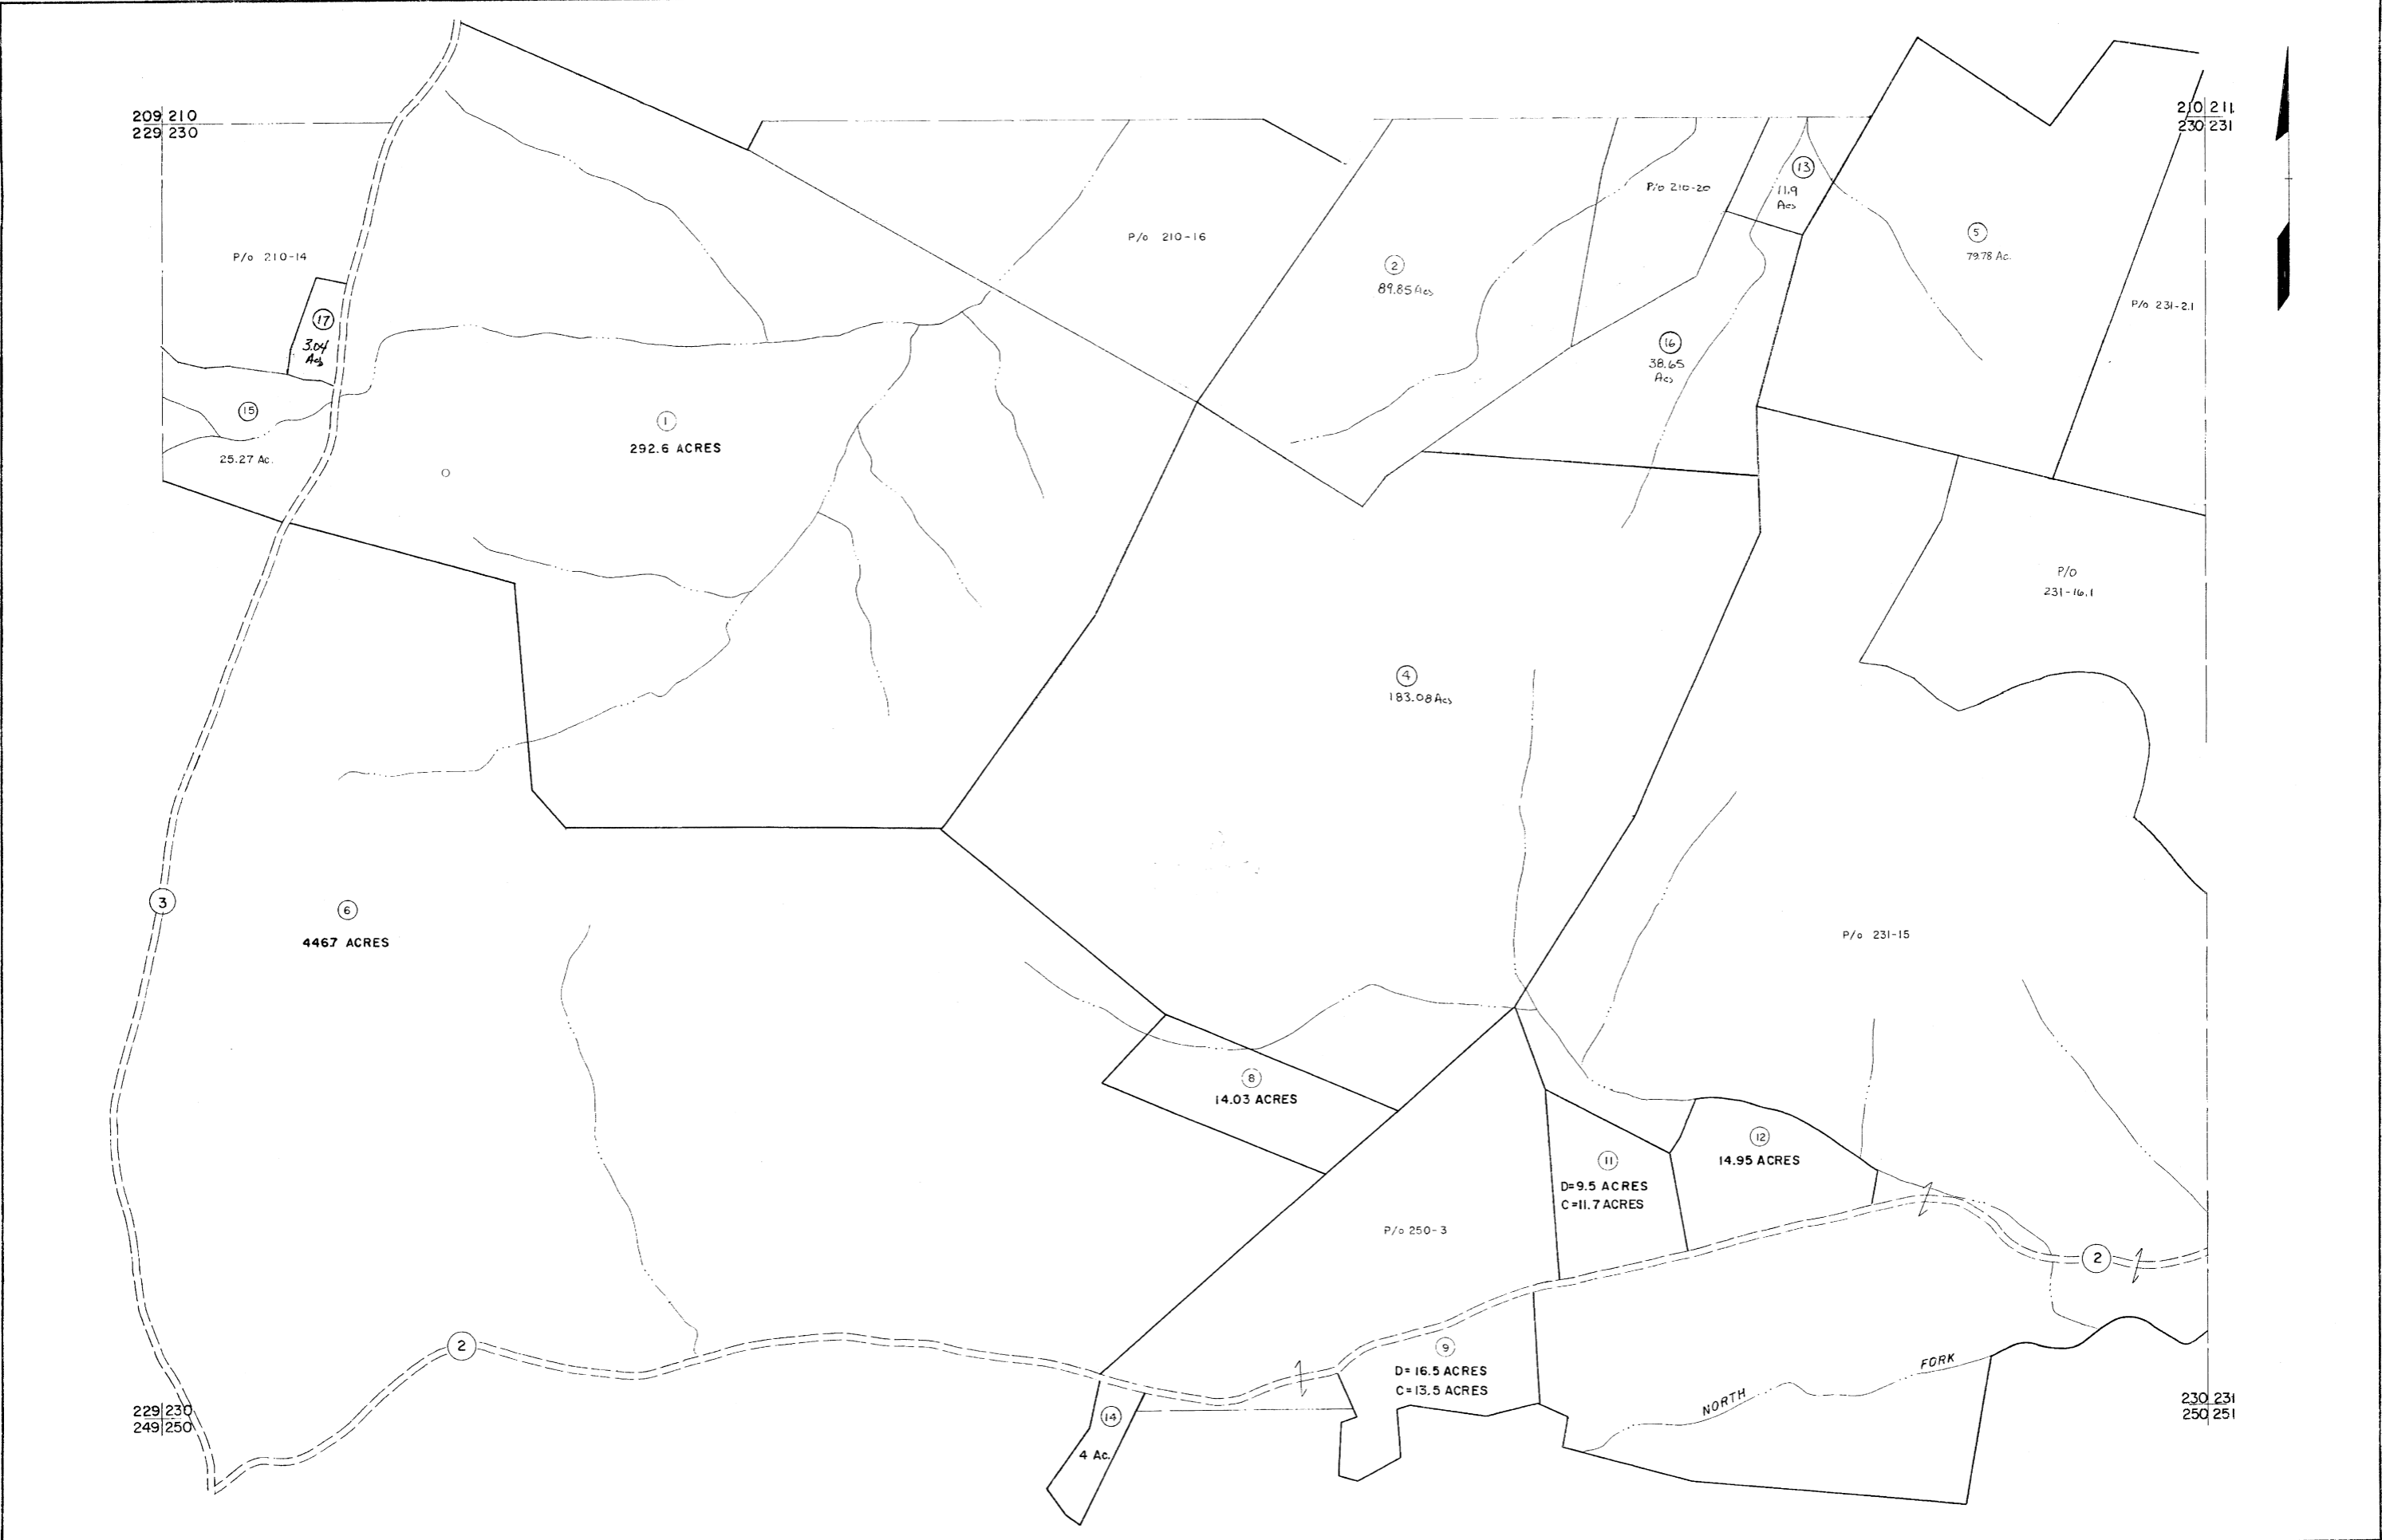 209 210
229 230
210 211
230 231
P/o 210-14
17
3.04
Acs
15
25.27 Ac.
1
292.6 ACRES
P/o 210-16
2
89.85 Acs
P/o 210-20
13
11.9
Acs
16
38.65
Acs
5
79.78 Ac.
P/o 231-2.1
P/O
231-16.1
4
183.08 Acs
3
6
446.7 ACRES
P/o 231-15
8
14.03 ACRES
12
14.95 ACRES
11
D=9.5 ACRES
C=11.7 ACRES
P/o 250-3
2
2
9
D= 16.5 ACRES
C=13.5 ACRES
NORTH FORK
14
4 Ac.
229 230
249 250
230 231
250 251